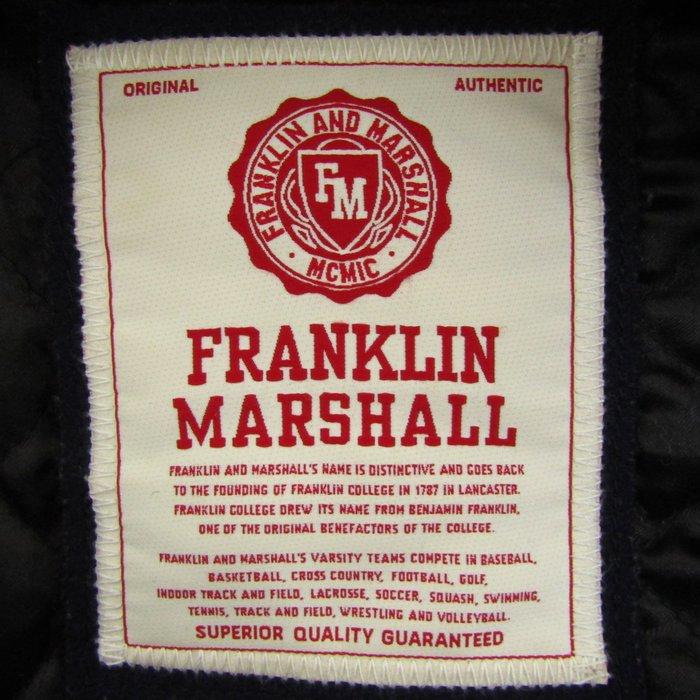 ORIGINAL
AUTHENTIC
FRANKLIN AND MARSHALL
FM
· MCMIC ·
FRANKLIN
MARSHALL
FRANKLIN AND MARSHALL'S NAME IS DISTINCTIVE AND GOES BACK
TO THE FOUNDING OF FRANKLIN COLLEGE IN 1787 IN LANCASTER.
FRANKLIN COLLEGE DREW ITS NAME FROM BENJAMIN FRANKLIN,
ONE OF THE ORIGINAL BENEFACTORS OF THE COLLEGE.
FRANKLIN AND MARSHALL'S VARSITY TEAMS COMPETE IN BASEBALL,
BASKETBALL, CROSS COUNTRY, FOOTBALL, GOLF,
INDOOR TRACK AND FIELD, LACROSSE, SOCCER, SQUASH, SWIMMING,
TENNIS, TRACK AND FIELD, WRESTLING AND VOLLEYBALL.
SUPERIOR QUALITY GUARANTEED